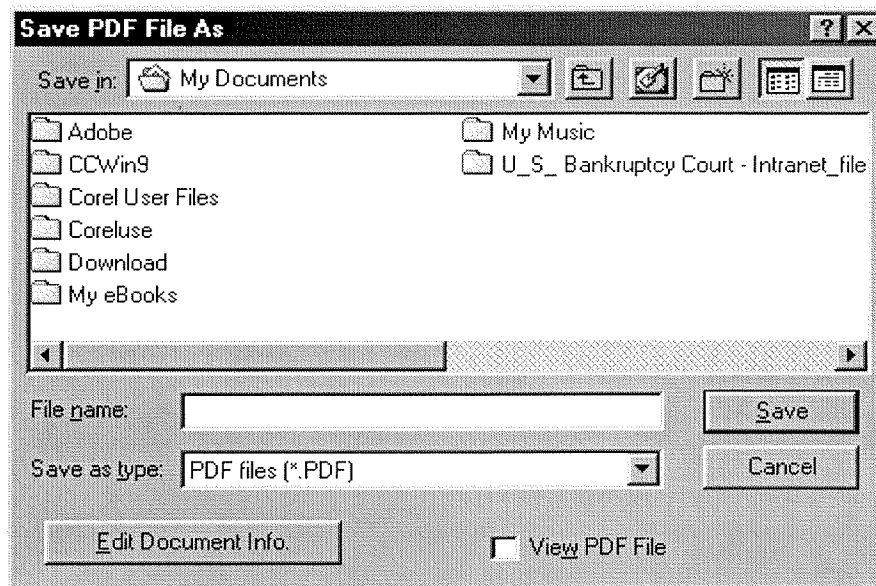 Save PDF File As
Save in: My Documents
Adobe
CCWin9
Corel User Files
Coreluse
Download
My eBooks
My Music
U_S_ Bankruptcy Court - Intranet_file
File name:
Save
Save as type: PDF files (*.PDF)
Cancel
Edit Document Info.
View PDF File